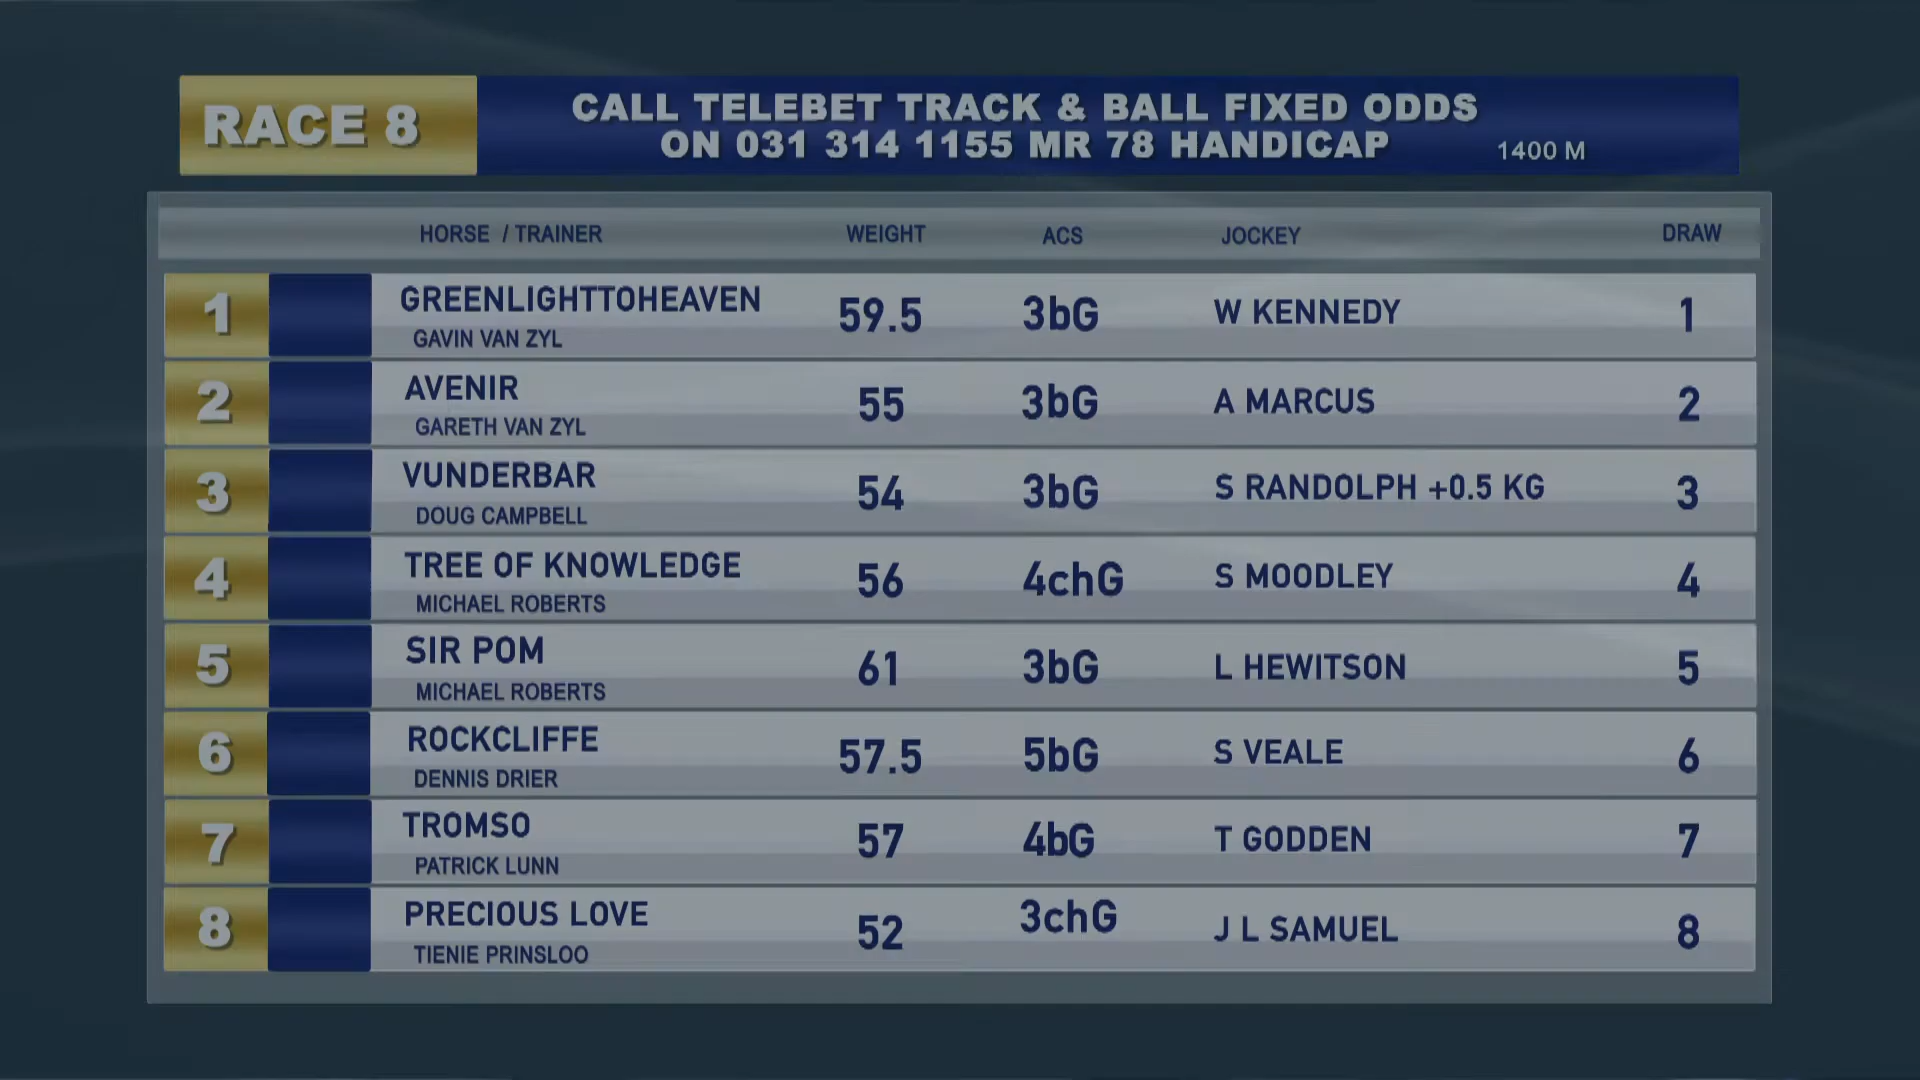 RACE 8
CALL TELEBET TRACK & BALL FIXED ODDS
ON 031 314 1155 MR 78 HANDICAP 1400 M
HORSE / TRAINER WEIGHT ACS JOCKEY DRAW
1 GREENLIGHTTOHEAVEN 59.5 3bG W KENNEDY 1
GAVIN VAN ZYL
2 AVENIR 55 3bG A MARCUS 2
GARETH VAN ZYL
3 VUNDERBAR 54 3bG S RANDOLPH +0.5 KG 3
DOUG CAMPBELL
4 TREE OF KNOWLEDGE 56 4chG S MOODLEY 4
MICHAEL ROBERTS
5 SIR POM 61 3bG L HEWITSON 5
MICHAEL ROBERTS
6 ROCKCLIFFE 57.5 5bG S VEALE 6
DENNIS DRIER
7 TROMSO 57 4bG T GODDEN 7
PATRICK LUNN
8 PRECIOUS LOVE 52 3chG J L SAMUEL 8
TIENIE PRINSLOO